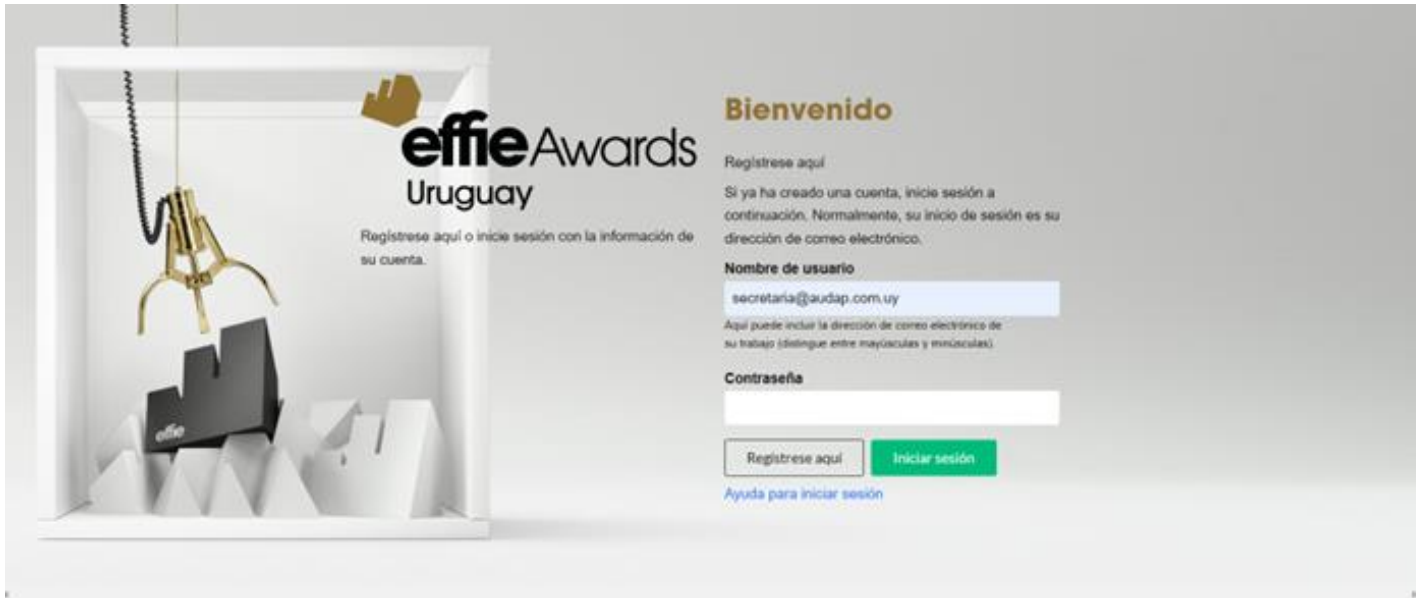 effie Awards
Uruguay
Regístrese aquí o inicie sesión con la información de
su cuenta.
effie
Bienvenido
Regístrese aquí
Si ya ha creado una cuenta, inicie sesión a
continuación. Normalmente, su inicio de sesión es su
dirección de correo electrónico.
Nombre de usuario
secretaria@audap.com.uy
Aquí puede incluir la dirección de correo electrónico de
su trabajo (distingue entre mayúsculas y minúsculas).
Contraseña
Regístrese aquí
Iniciar sesión
Ayuda para iniciar sesión